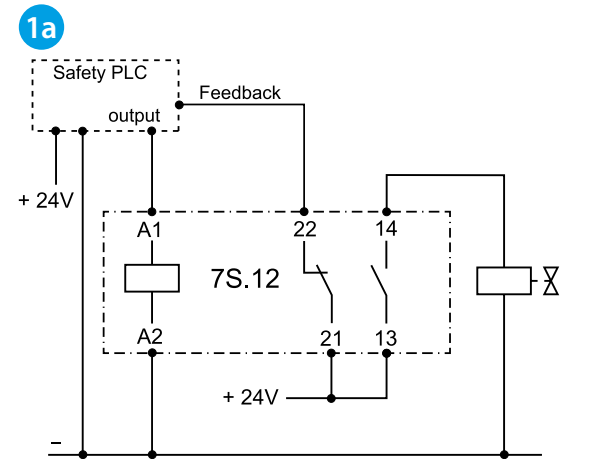 1a
Safety PLC
Feedback
output
+ 24V
A1
22
14
7S.12
A2
21
13
+ 24V
–